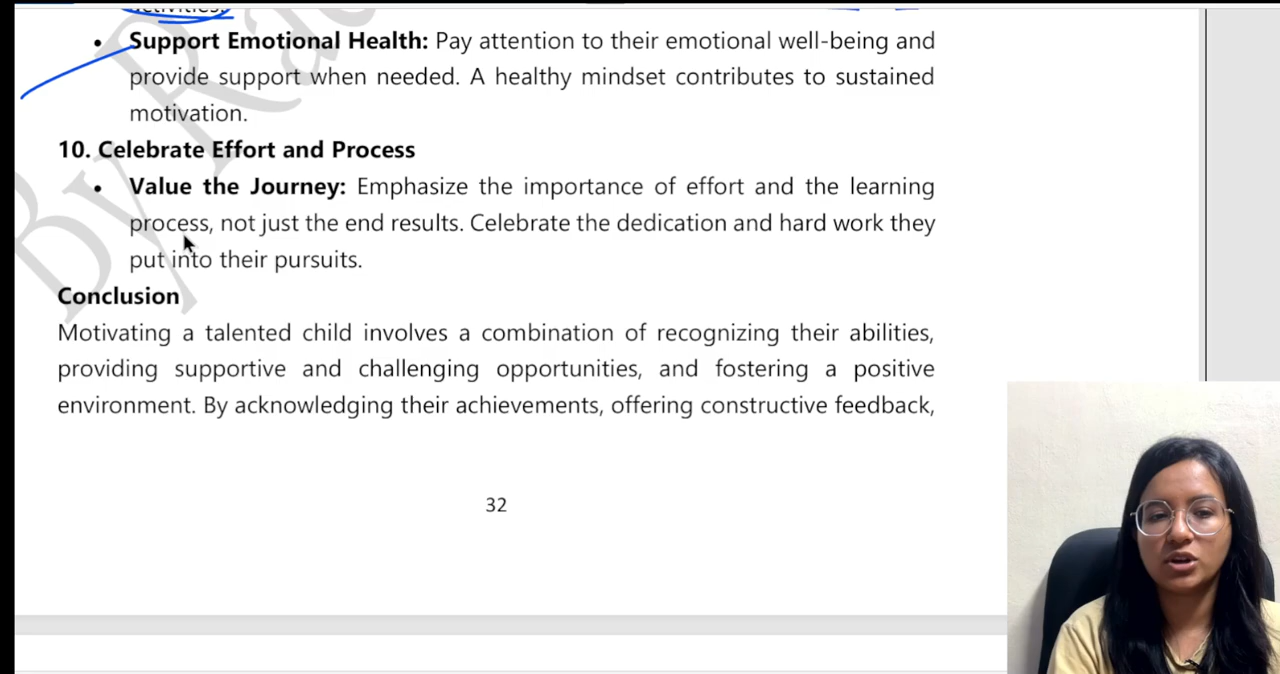 activities.
• Support Emotional Health: Pay attention to their emotional well-being and
provide support when needed. A healthy mindset contributes to sustained
motivation.
10. Celebrate Effort and Process
• Value the Journey: Emphasize the importance of effort and the learning
process, not just the end results. Celebrate the dedication and hard work they
put into their pursuits.
Conclusion
Motivating a talented child involves a combination of recognizing their abilities,
providing supportive and challenging opportunities, and fostering a positive
environment. By acknowledging their achievements, offering constructive feedback,
32
By